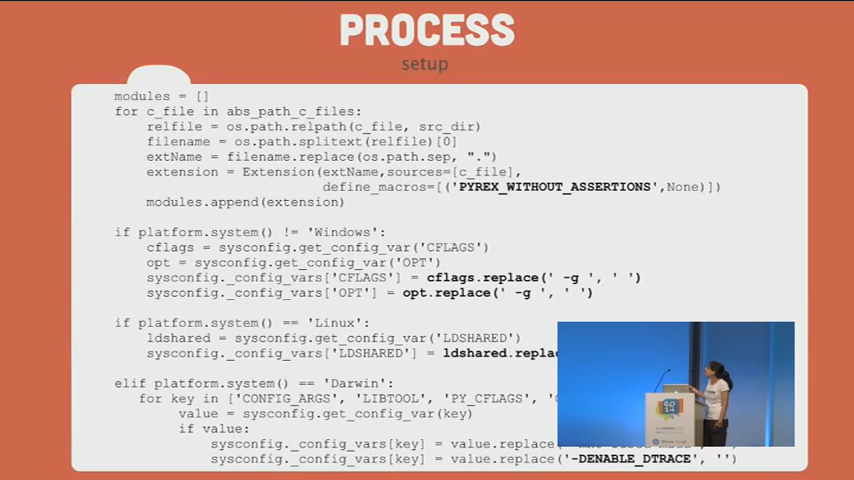 PROCESS
setup
modules = []
for c_file in abs_path_c_files:
relfile = os.path.relpath(c_file, src_dir)
filename = os.path.splitext(relfile)[0]
extName = filename.replace(os.path.sep, ".")
extension = Extension(extName,sources=[c_file],
define_macros=[('PYREX_WITHOUT_ASSERTIONS',None)])
modules.append(extension)
if platform.system() != 'Windows':
cflags = sysconfig.get_config_var('CFLAGS')
opt = sysconfig.get_config_var('OPT')
sysconfig._config_vars['CFLAGS'] = cflags.replace(' -g ', ' ')
sysconfig._config_vars['OPT'] = opt.replace(' -g ', ' ')
if platform.system() == 'Linux':
ldshared = sysconfig.get_config_var('LDSHARED')
sysconfig._config_vars['LDSHARED'] = ldshared.replac
elif platform.system() == 'Darwin':
for key in ['CONFIG_ARGS', 'LIBTOOL', 'PY_CFLAGS',
value = sysconfig.get_config_var(key)
if value:
sysconfig._config_vars[key] = value.replace(
sysconfig._config_vars[key] = value.replace('-DENABLE_DTRACE', '')